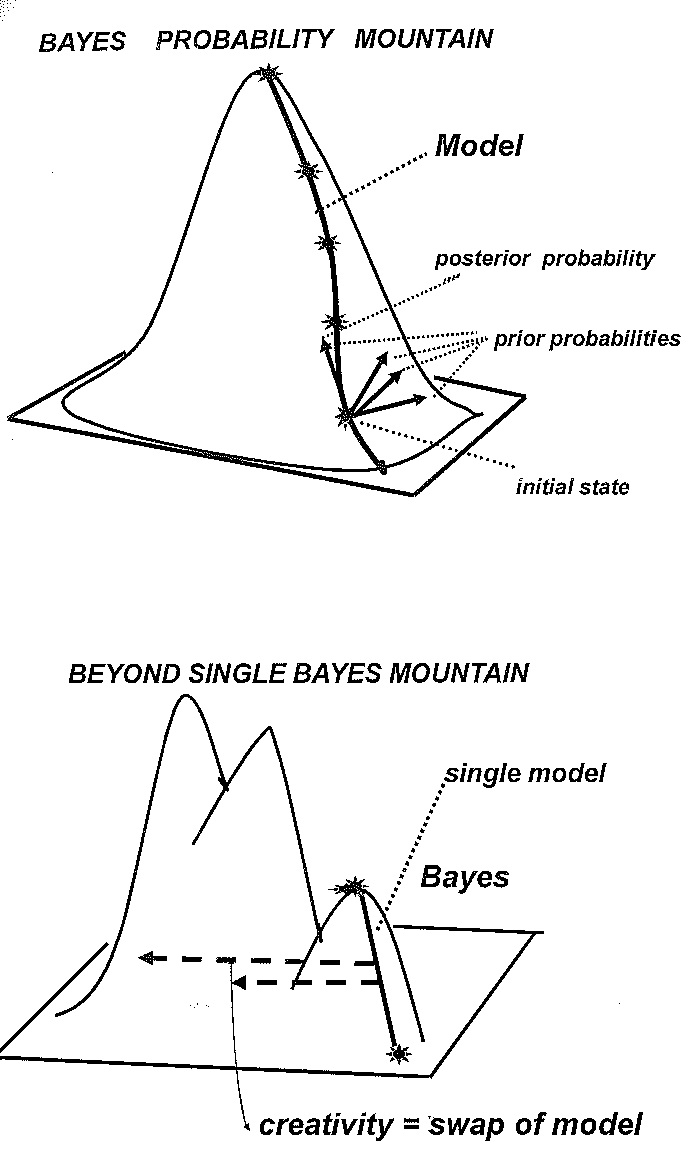 BAYES PROBABILITY MOUNTAIN
Model
posterior probability
prior probabilities
initial state
BEYOND SINGLE BAYES MOUNTAIN
single model
Bayes
creativity = swap of model